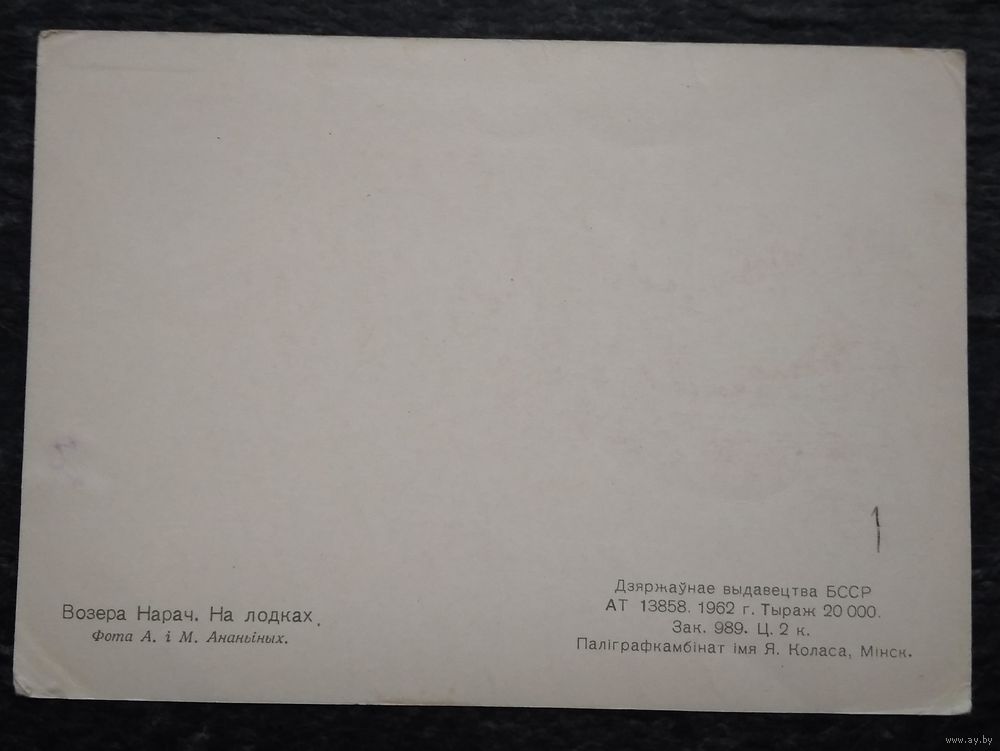 Возера Нарач. На лодках.
Фота А. і М. Ананьіных.
Дзяржаўнае выдавецтва БССР
АТ 13858. 1962 г. Тыраж 20 000.
Зак. 989. Ц. 2 к.
Паліграфкамбінат імя Я. Коласа, Мінск.
1
www.ay.by